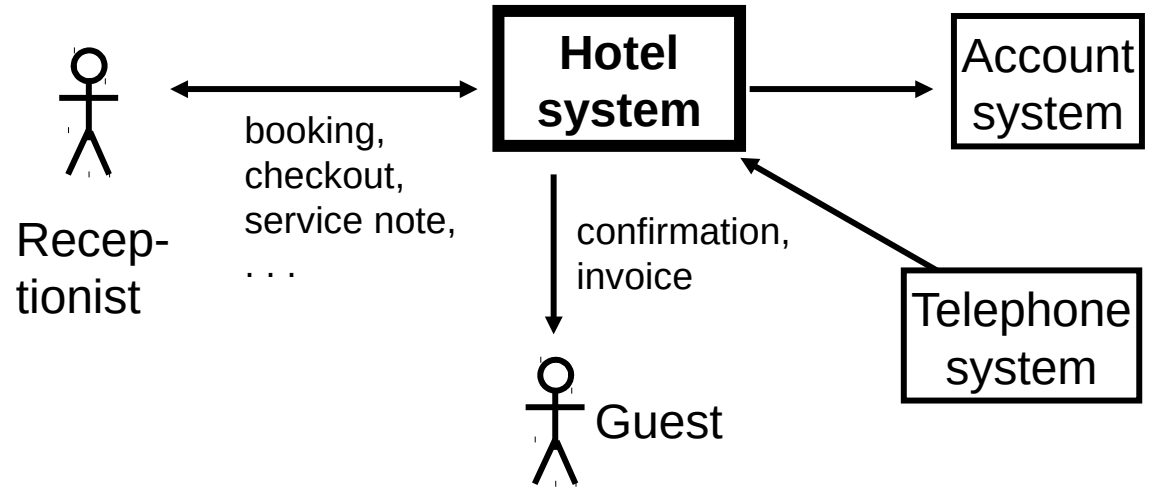 Hotel
system
Account
system
booking,
checkout,
service note,
. . .
Recep-
tionist
confirmation,
invoice
Telephone
system
Guest